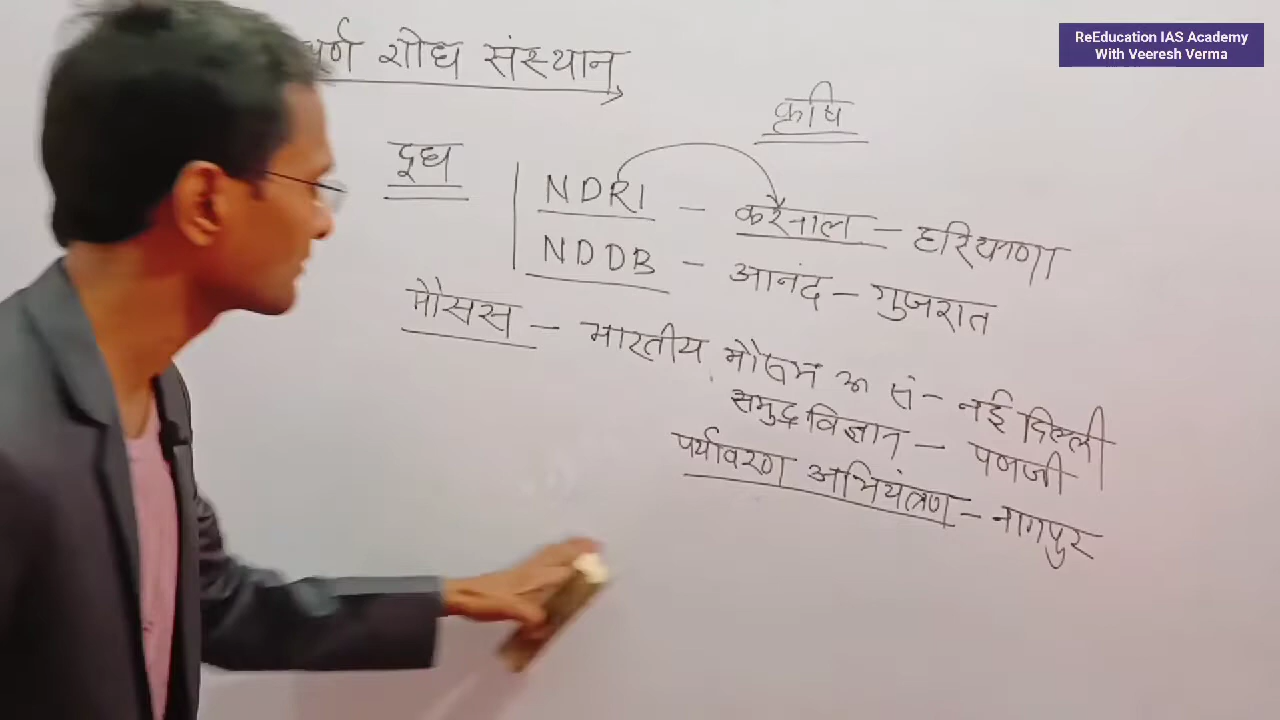 ReEducation IAS Academy
With Veeresh Verma
पूर्ण शोध संस्थान
कृषि
दूध
NDRI - करनाल - हरियाणा
NDDB - आनंद - गुजरात
मौसस - भारतीय मौसम अ सं - नई दिल्ली
समुद्र विज्ञान - पणजी
पर्यावरण अभियंत्रण - नागपुर